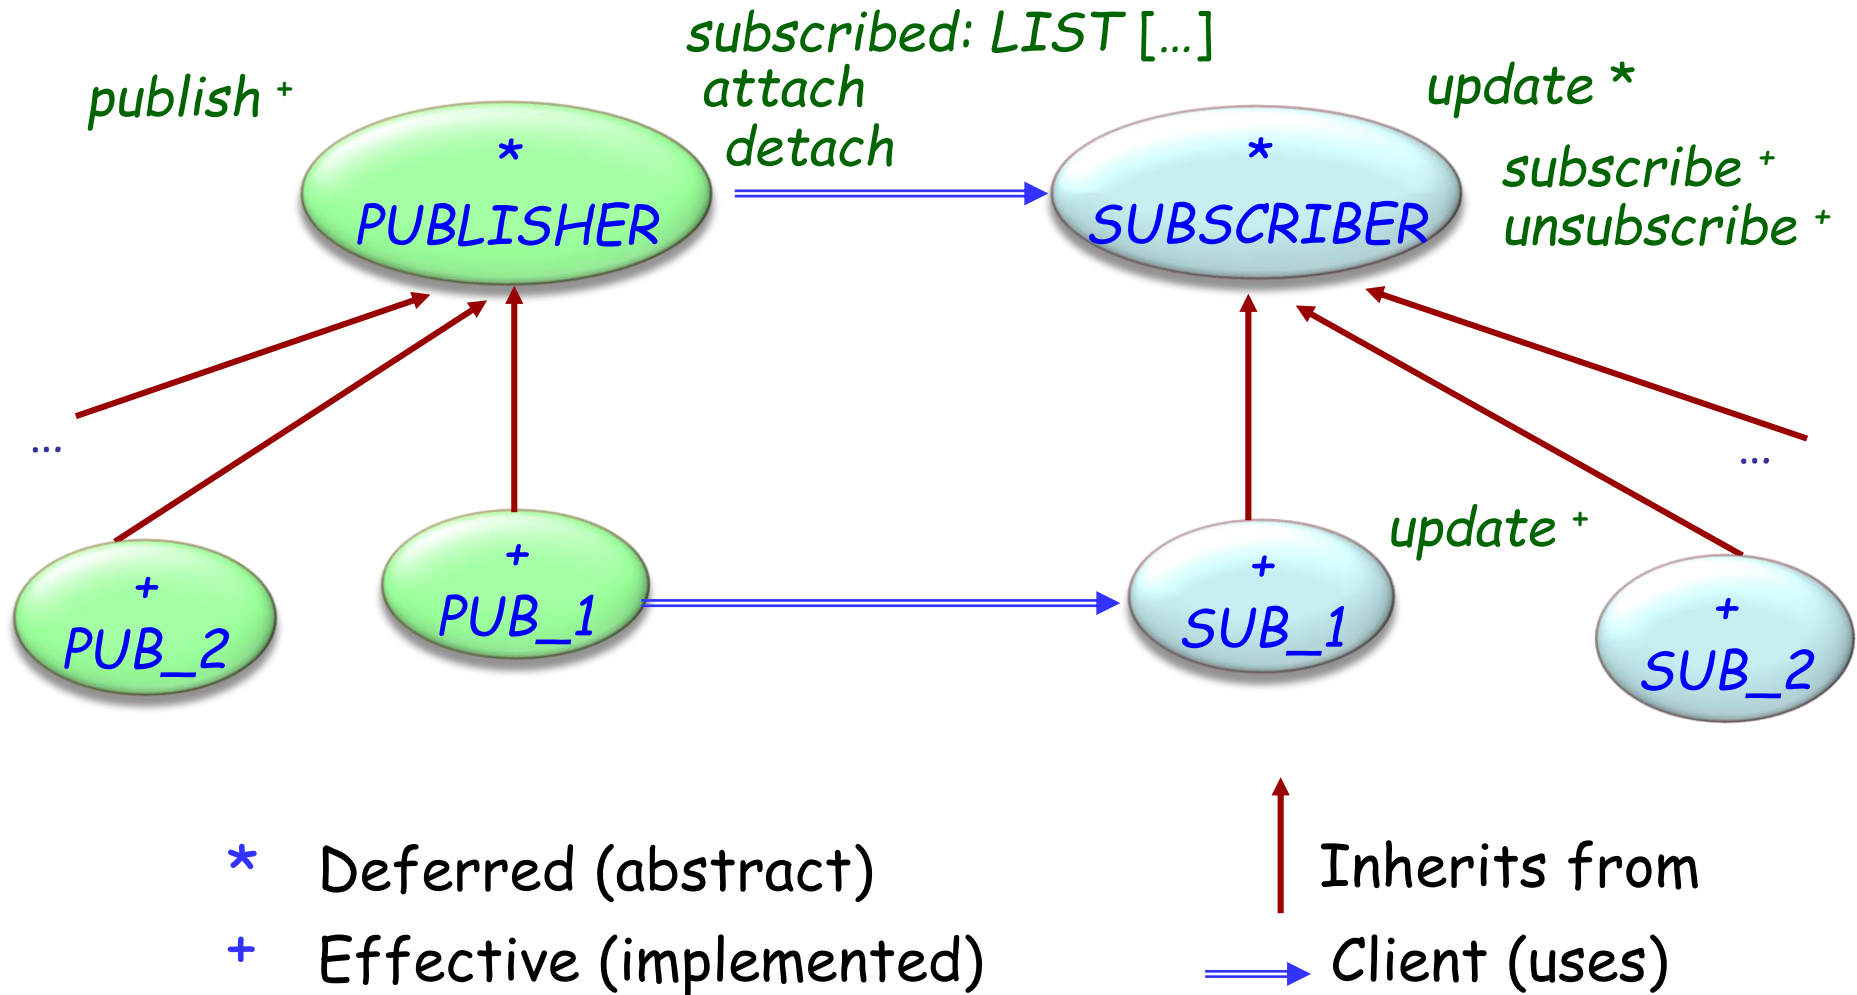 subscribed: LIST […]
publish +
attach
update *
detach
*
PUBLISHER
*
SUBSCRIBER
subscribe +
unsubscribe +
…
…
update +
+
PUB_2
+
PUB_1
+
SUB_1
+
SUB_2
* Deferred (abstract)
Inherits from
+ Effective (implemented)
Client (uses)